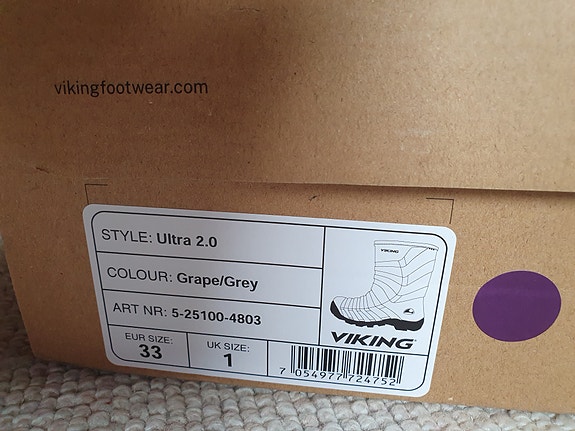 vikingfootwear.com
STYLE: Ultra 2.0
COLOUR: Grape/Grey
ART NR: 5-25100-4803
EUR SIZE:
33
UK SIZE:
1
VIKING
VIKING
7 054977 724752